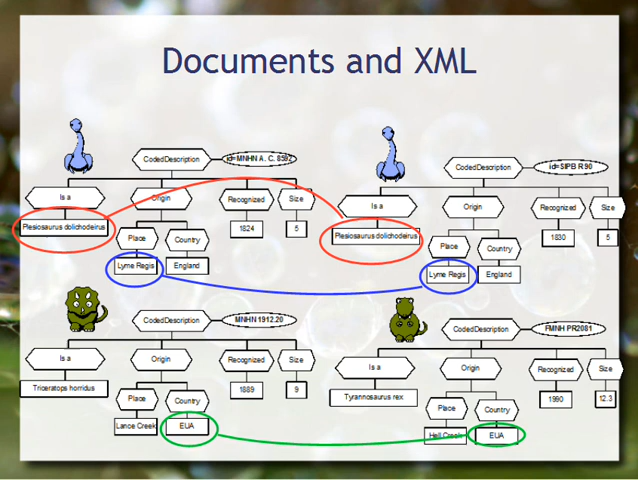 Documents and XML
CodedDescription
id=MNHN A. C. 8592
Is a
Origin
Recognized
Size
Plesiosaurus dolichodeirus
1824
5
Place
Country
Lyme Regis
England
CodedDescription
id=SIPB R 90
Is a
Origin
Recognized
Size
Plesiosaurus dolichodeirus
1830
5
Place
Country
Lyme Regis
England
CodedDescription
MNHN 1912.20
Is a
Origin
Recognized
Size
Triceratops horridus
1889
9
Place
Country
Lance Creek
EUA
CodedDescription
FMNH PR2081
Is a
Origin
Recognized
Size
Tyrannosaurus rex
1990
12.3
Place
Country
Hell Creek
EUA